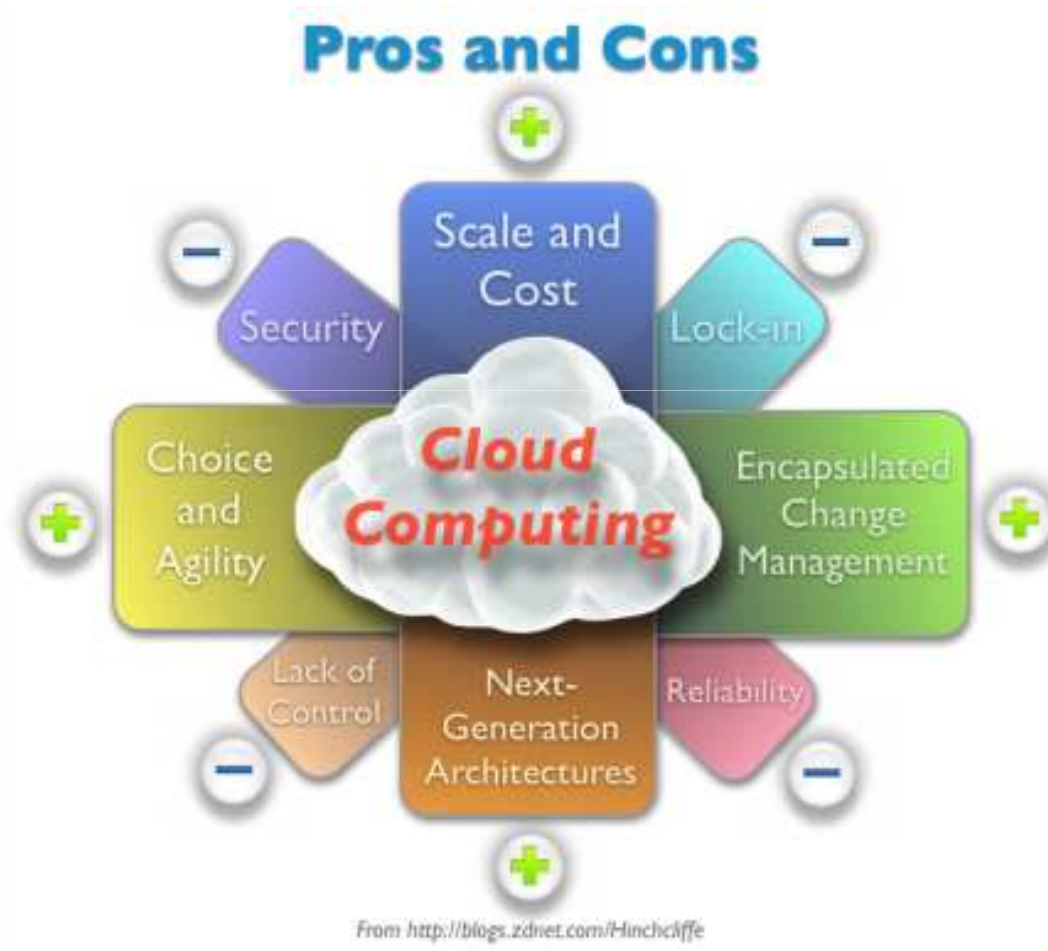 Pros and Cons
Scale and
Cost
Security
Lock-in
Cloud
Computing
Choice
and
Agility
Encapsulated
Change
Management
Lack of
Control
Next-
Generation
Architectures
Reliability
From http://blogs.zdnet.com/Hinchcliffe